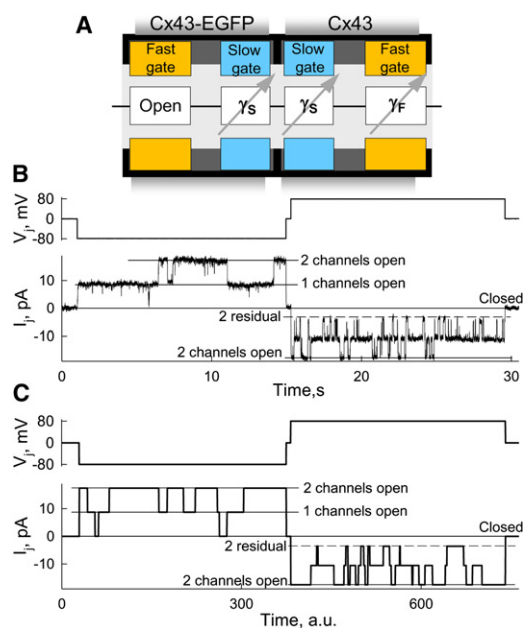 A
Cx43-EGFP
Cx43
Fast gate
Slow gate
Slow gate
Fast gate
Open
γS
γS
γF
B
Vj, mV
80
0
-80
2 channels open
1 channels open
Closed
2 residual
2 channels open
Ij, pA
10
0
-10
0
10
20
30
Time,s
C
Vj, mV
80
0
-80
2 channels open
1 channels open
Closed
2 residual
2 channels open
Ij, pA
10
0
-10
0
300
600
Time, a.u.